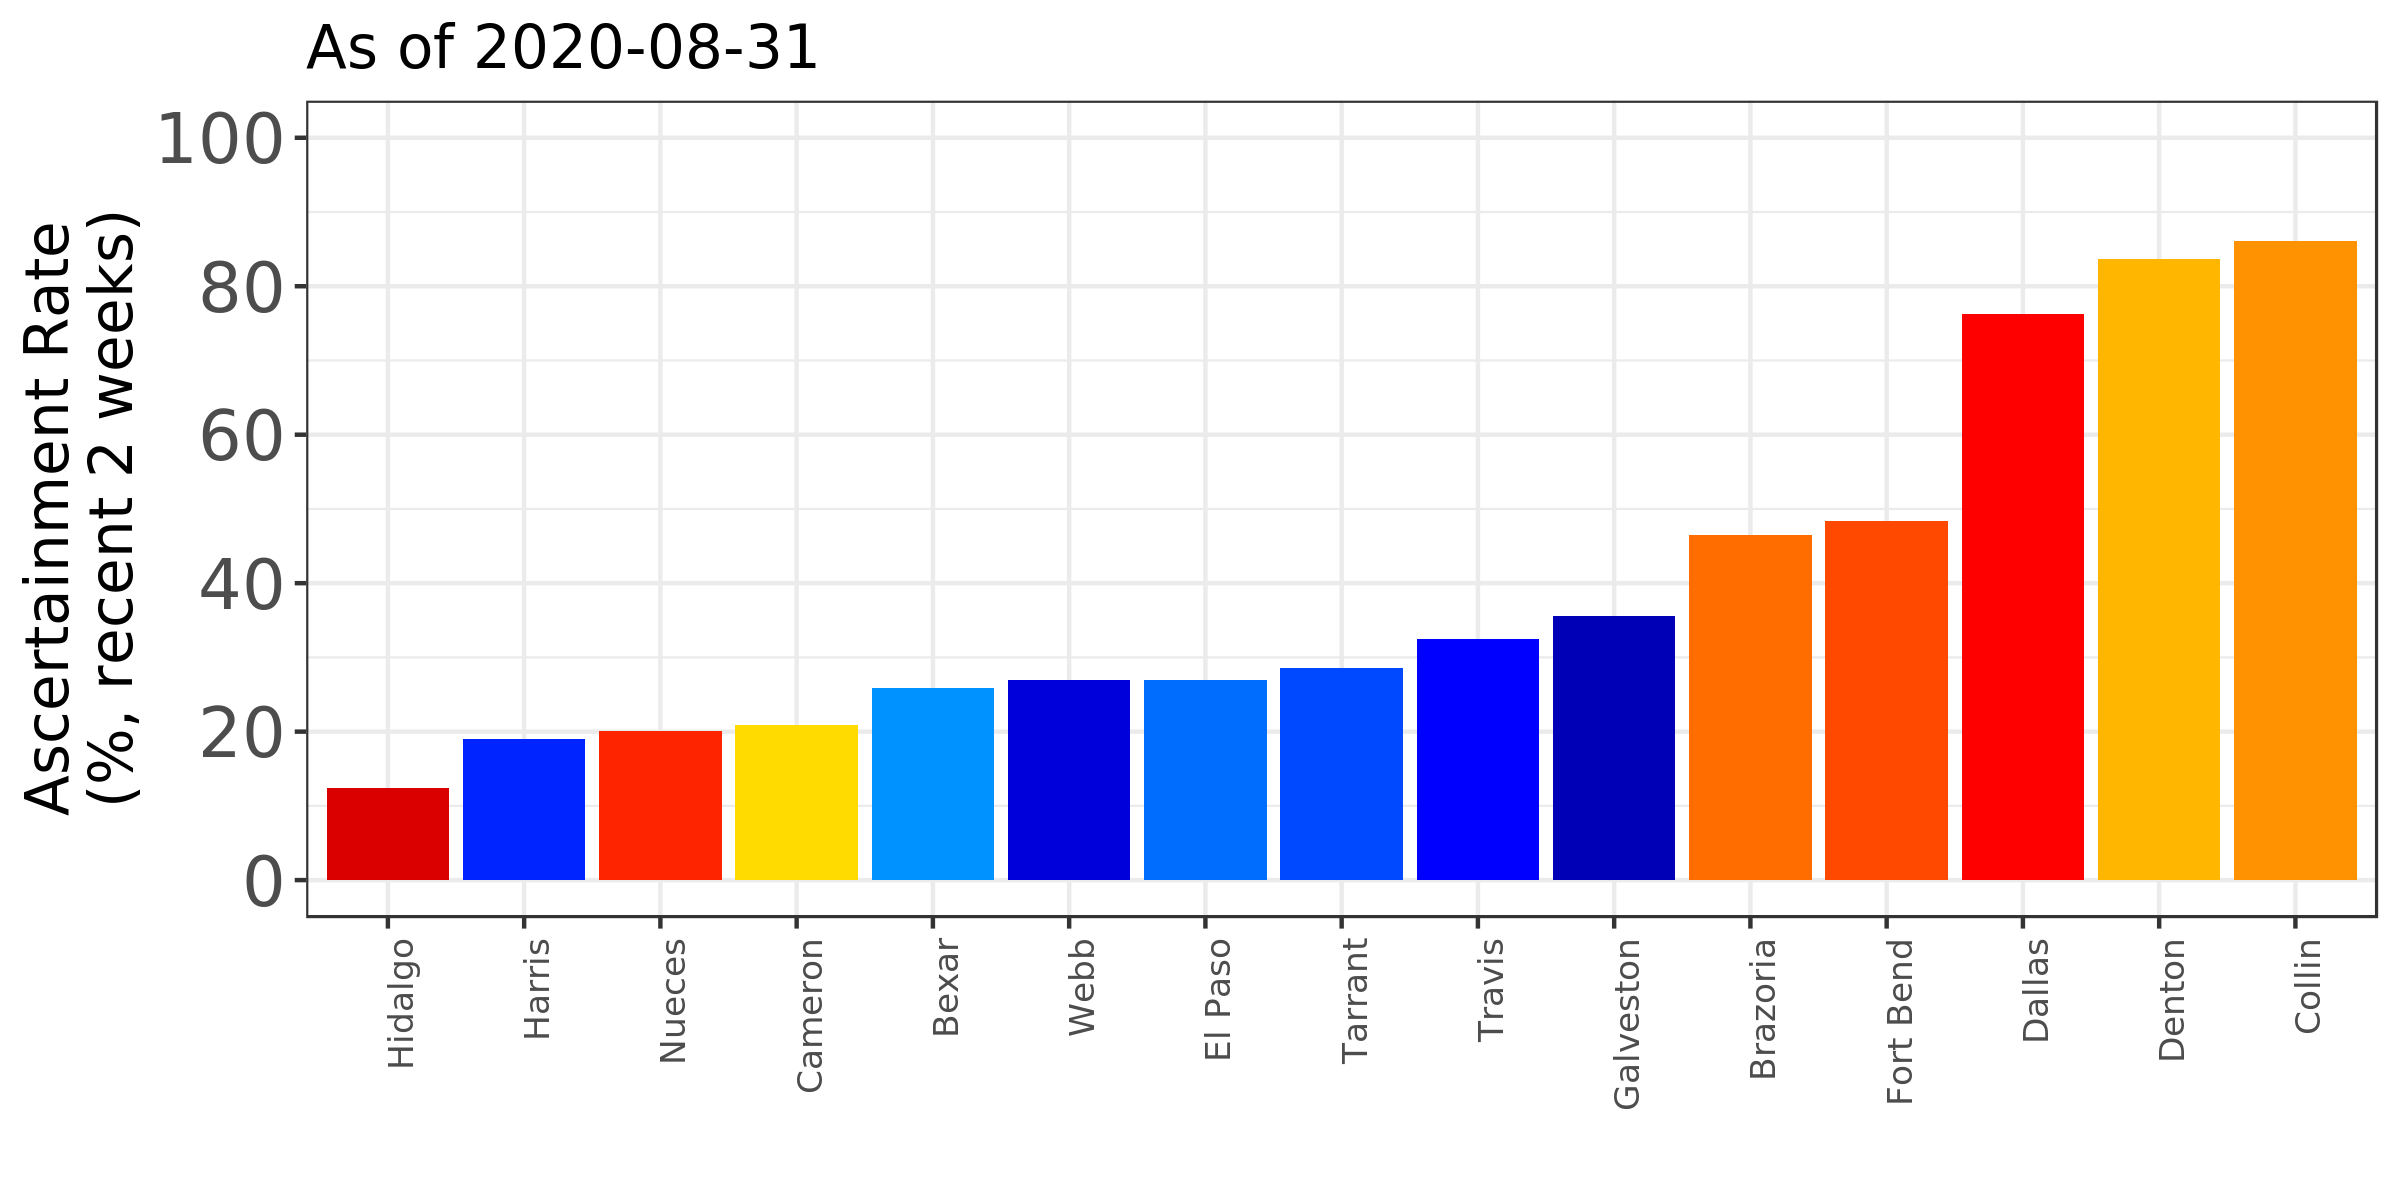 As of 2020-08-31
Ascertainment Rate
(%, recent 2 weeks)
100
80
60
40
20
0
Hidalgo
Harris
Nueces
Cameron
Bexar
Webb
El Paso
Tarrant
Travis
Galveston
Brazoria
Fort Bend
Dallas
Denton
Collin